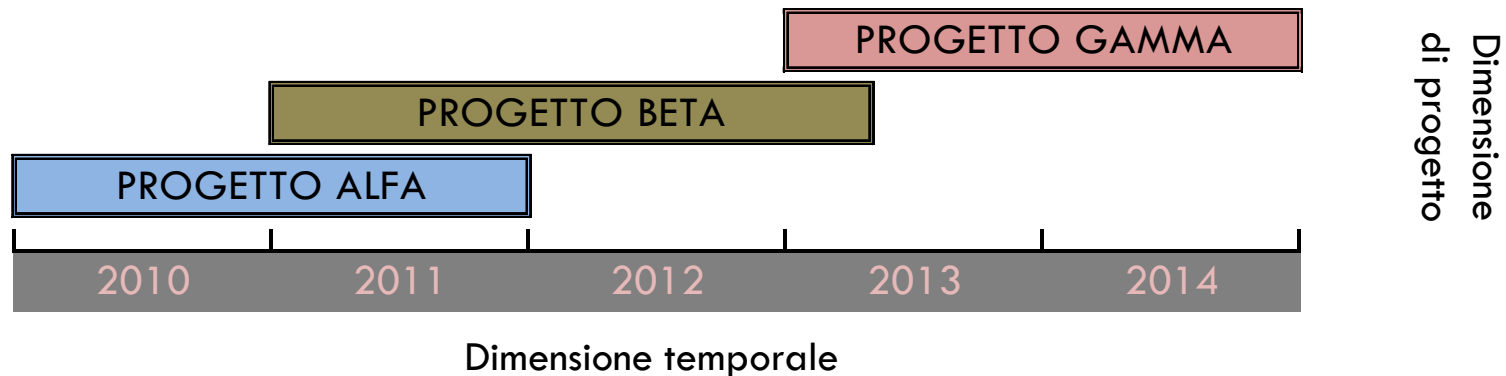 PROGETTO GAMMA
PROGETTO BETA
PROGETTO ALFA
2010 2011 2012 2013 2014
Dimensione temporale
Dimensione
di progetto